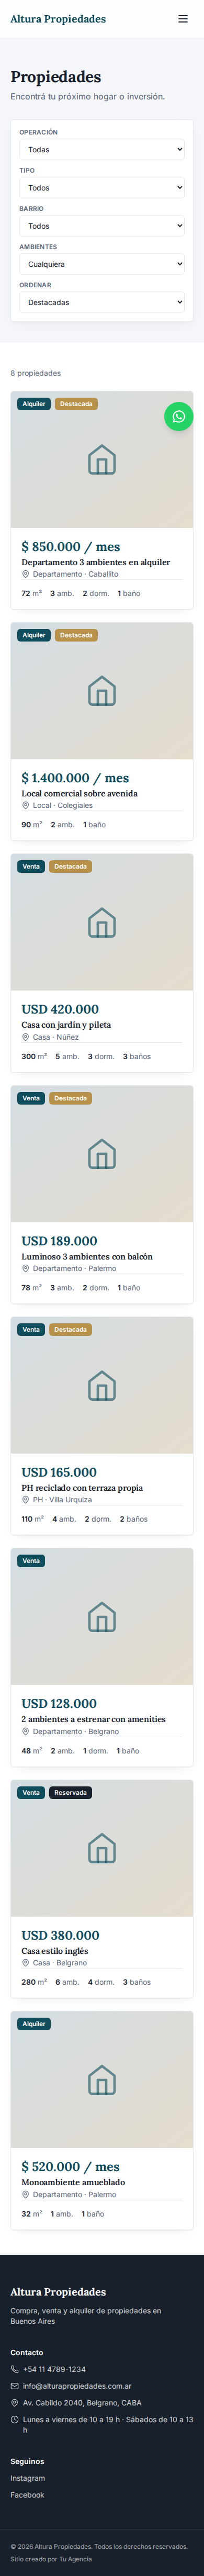 Altura Propiedades
Propiedades
Encontrá tu próximo hogar o inversión.
OPERACIÓN
Todas
TIPO
Todos
BARRIO
Todos
AMBIENTES
Cualquiera
ORDENAR
Destacadas
8 propiedades
Alquiler Destacada
$ 850.000 / mes
Departamento 3 ambientes en alquiler
Departamento · Caballito
72 m² 3 amb. 2 dorm. 1 baño
Alquiler Destacada
$ 1.400.000 / mes
Local comercial sobre avenida
Local · Colegiales
90 m² 2 amb. 1 baño
Venta Destacada
USD 420.000
Casa con jardín y pileta
Casa · Núñez
300 m² 5 amb. 3 dorm. 3 baños
Venta Destacada
USD 189.000
Luminoso 3 ambientes con balcón
Departamento · Palermo
78 m² 3 amb. 2 dorm. 1 baño
Venta Destacada
USD 165.000
PH reciclado con terraza propia
PH · Villa Urquiza
110 m² 4 amb. 2 dorm. 2 baños
Venta
USD 128.000
2 ambientes a estrenar con amenities
Departamento · Belgrano
48 m² 2 amb. 1 dorm. 1 baño
Venta Reservada
USD 380.000
Casa estilo inglés
Casa · Belgrano
280 m² 6 amb. 4 dorm. 3 baños
Alquiler
$ 520.000 / mes
Monoambiente amueblado
Departamento · Palermo
32 m² 1 amb. 1 baño
Altura Propiedades
Compra, venta y alquiler de propiedades en
Buenos Aires
Contacto
+54 11 4789-1234
info@alturapropiedades.com.ar
Av. Cabildo 2040, Belgrano, CABA
Lunes a viernes de 10 a 19 h · Sábados de 10 a 13
h
Seguinos
Instagram
Facebook
© 2026 Altura Propiedades. Todos los derechos reservados.
Sitio creado por Tu Agencia